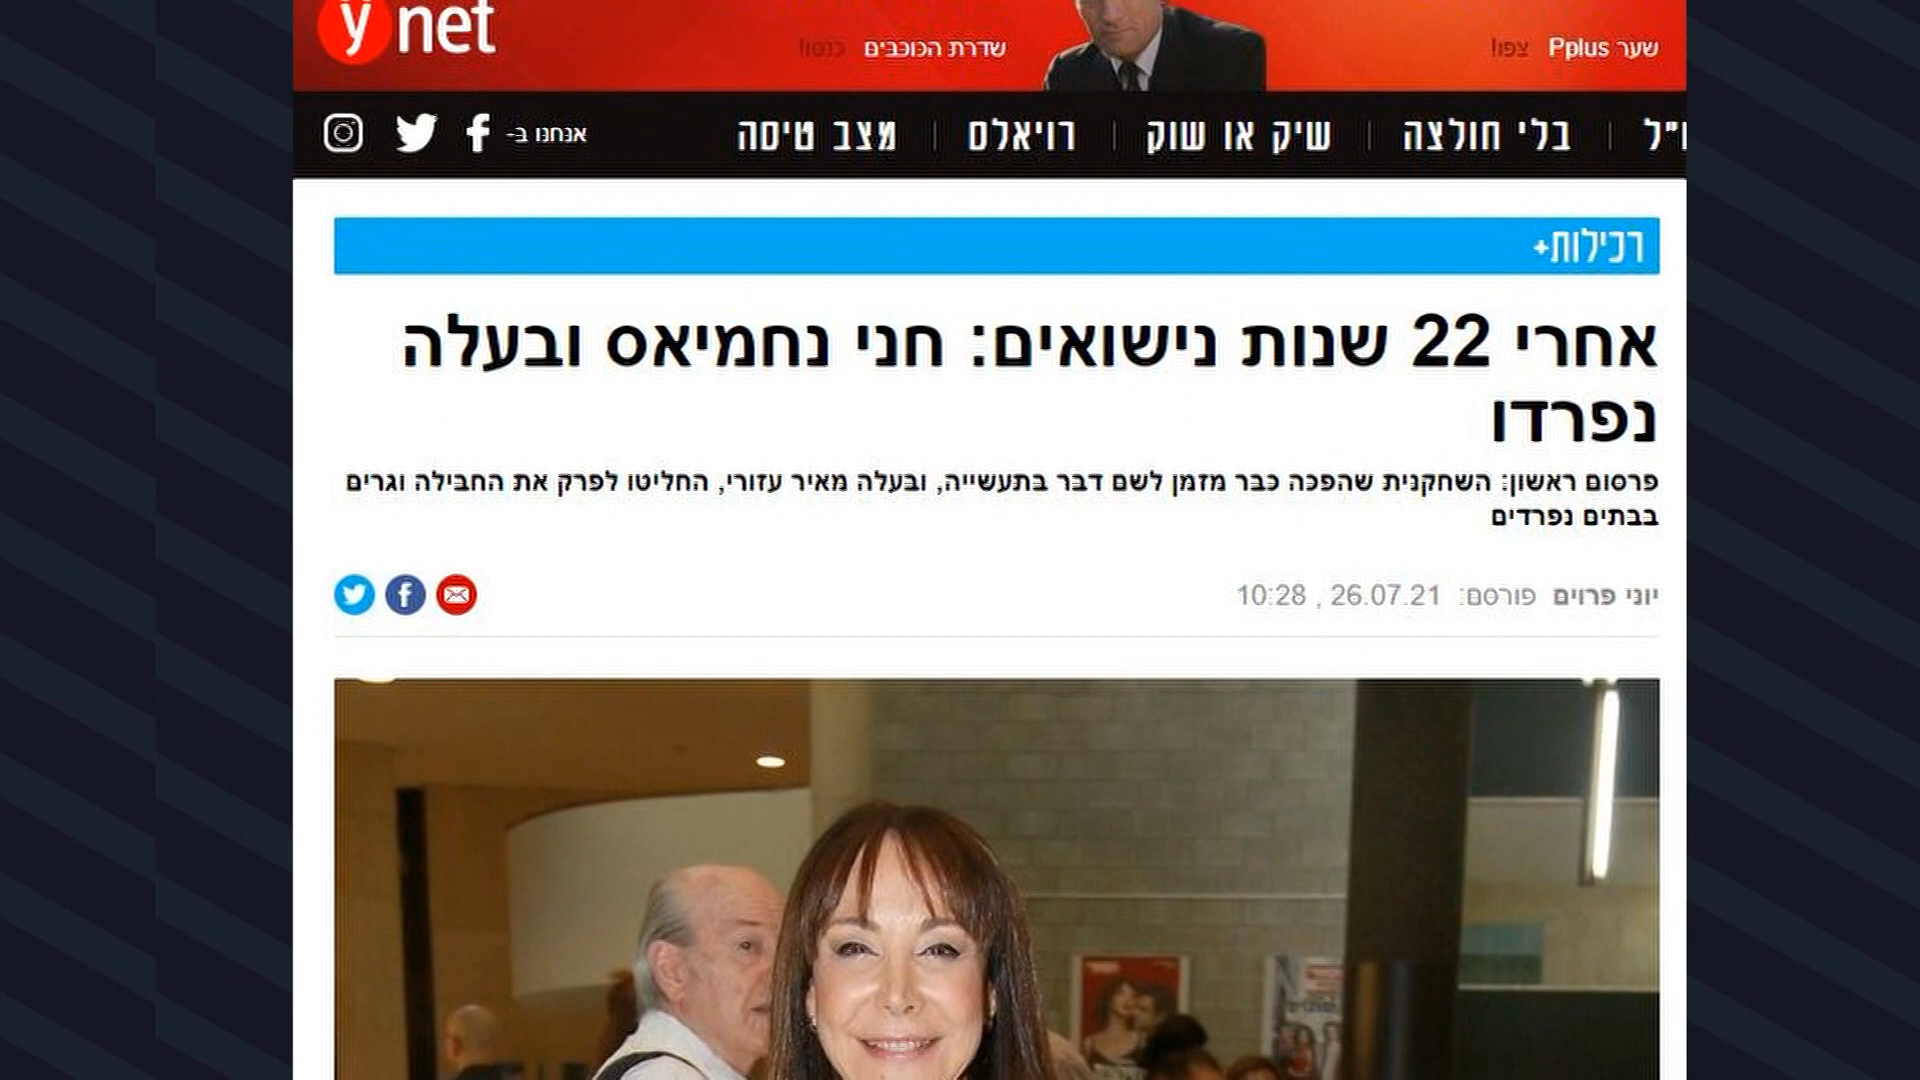 ynet
שער Pplus צפו!
שדרת הכוכבים כנסו!
ו"ל | בלי חולצה | שיק או שוק | רויאלס | מצב טיסה
אנחנו ב-
רכילות+
אחרי 22 שנות נישואים: חני נחמיאס ובעלה
נפרדו
פרסום ראשון: השחקנית שהפכה כבר מזמן לשם דבר בתעשייה, ובעלה מאיר עזורי, החליטו לפרק את החבילה וגרים
בבתים נפרדים
יוני פרוים פורסם: 26.07.21 , 10:28